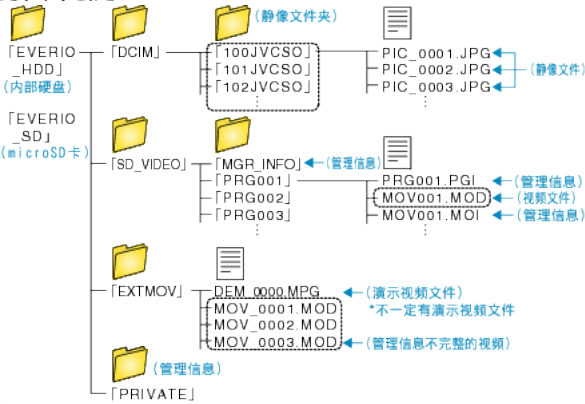 (静像文件夹)
「EVERIO_HDD」
(内部硬盘)
「EVERIO_SD」
(microSD卡)
「DCIM」
「100JVCSO」
「101JVCSO」
「102JVCSO」
⋮
PIC_0001.JPG
PIC_0002.JPG
PIC_0003.JPG
⋮
(静像文件)
「SD_VIDEO」
「MGR_INFO」
(管理信息)
「PRG001」
「PRG002」
「PRG003」
⋮
PRG001.PGI
(管理信息)
MOV001.MOD
(视频文件)
MOV001.MOI
(管理信息)
⋮
「EXTMOV」
DEM_0000.MPG
(演示视频文件)
*不一定有演示视频文件
MOV_0001.MOD
MOV_0002.MOD
MOV_0003.MOD
(管理信息不完整的视频)
⋮
(管理信息)
「PRIVATE」